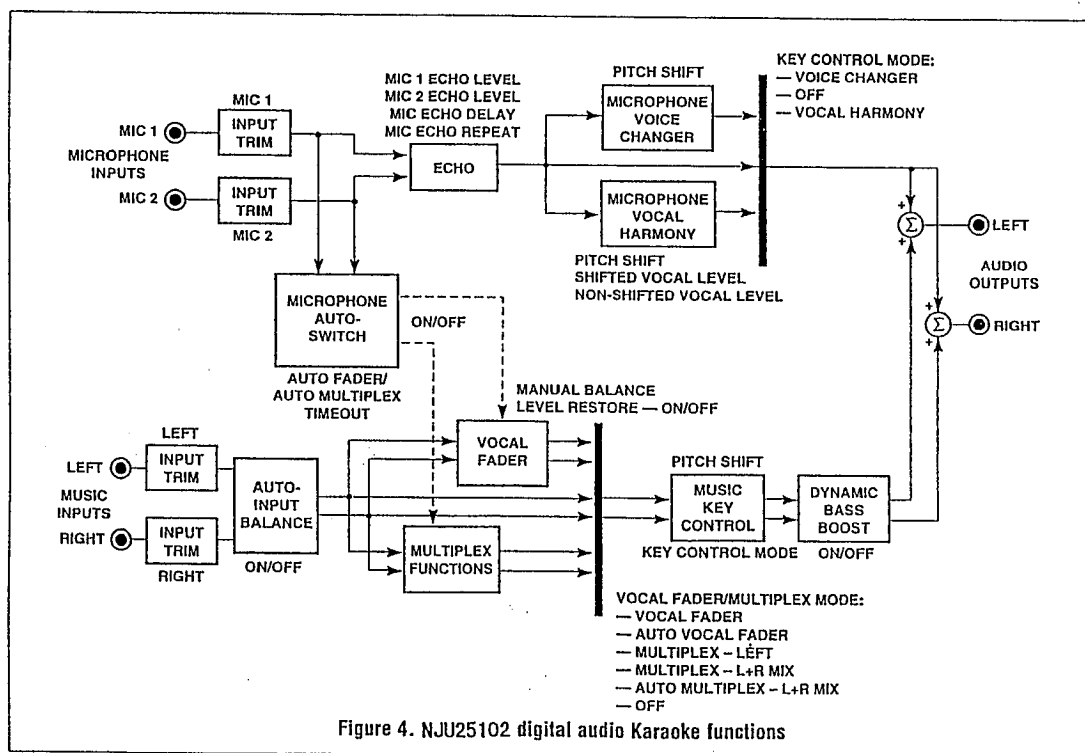 MIC 1
INPUT
TRIM
MIC 1
MICROPHONE
INPUTS
MIC 2
INPUT
TRIM
MIC 2
MIC 1 ECHO LEVEL
MIC 2 ECHO LEVEL
MIC ECHO DELAY
MIC ECHO REPEAT
ECHO
PITCH SHIFT
MICROPHONE
VOICE
CHANGER
MICROPHONE
VOCAL
HARMONY
PITCH SHIFT
SHIFTED VOCAL LEVEL
NON-SHIFTED VOCAL LEVEL
KEY CONTROL MODE:
— VOICE CHANGER
— OFF
— VOCAL HARMONY
+
Σ
+
LEFT
AUDIO
OUTPUTS
+
Σ
+
RIGHT
MICROPHONE
AUTO-
SWITCH
ON/OFF
AUTO FADER/
AUTO MULTIPLEX
TIMEOUT
MANUAL BALANCE
LEVEL RESTORE — ON/OFF
VOCAL
FADER
LEFT
LEFT
INPUT
TRIM
MUSIC
INPUTS
RIGHT
INPUT
TRIM
RIGHT
AUTO-
INPUT
BALANCE
ON/OFF
MULTIPLEX
FUNCTIONS
PITCH SHIFT
MUSIC
KEY
CONTROL
KEY CONTROL MODE
DYNAMIC
BASS
BOOST
ON/OFF
VOCAL FADER/MULTIPLEX MODE:
— VOCAL FADER
— AUTO VOCAL FADER
— MULTIPLEX – LEFT
— MULTIPLEX – L+R MIX
— AUTO MULTIPLEX – L+R MIX
— OFF
Figure 4. NJU25102 digital audio Karaoke functions